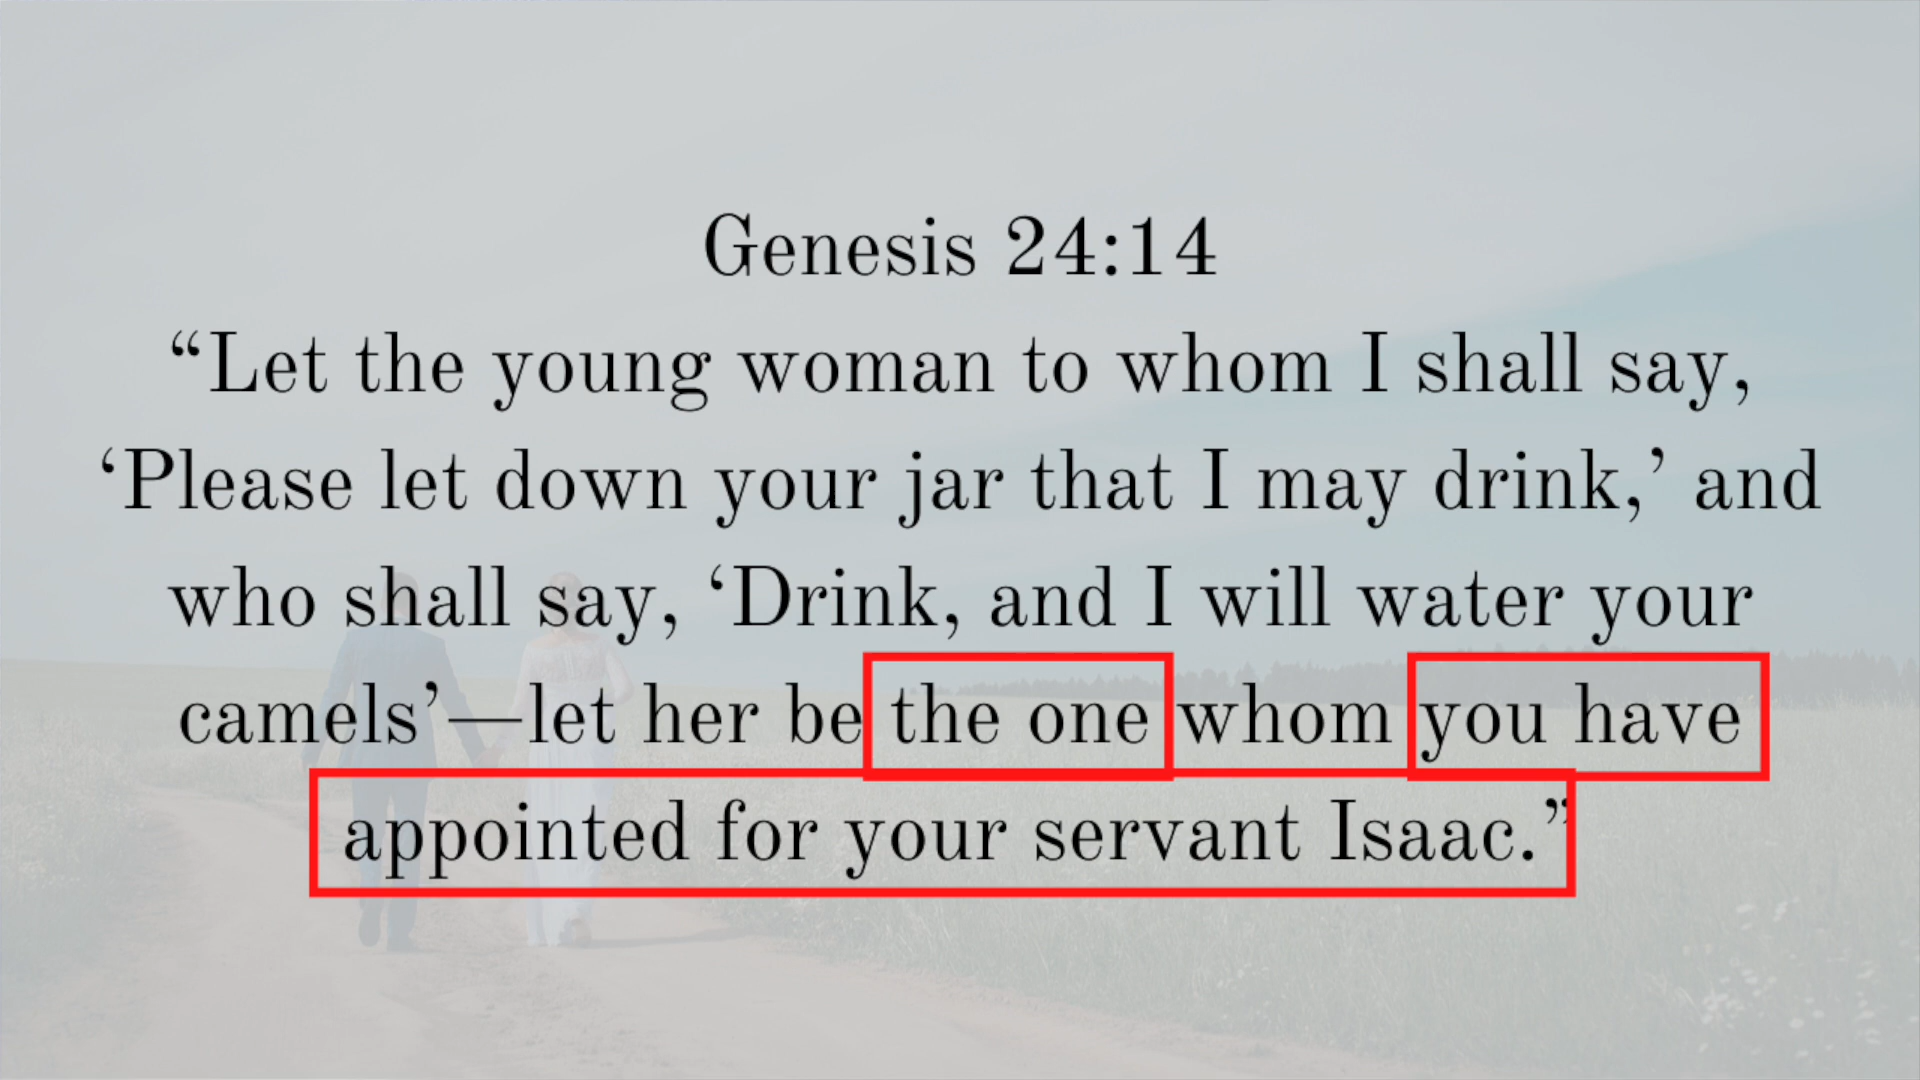 Genesis 24:14
“Let the young woman to whom I shall say,
‘Please let down your jar that I may drink,’ and
who shall say, ‘Drink, and I will water your
camels’—let her be the one whom you have
appointed for your servant Isaac.”